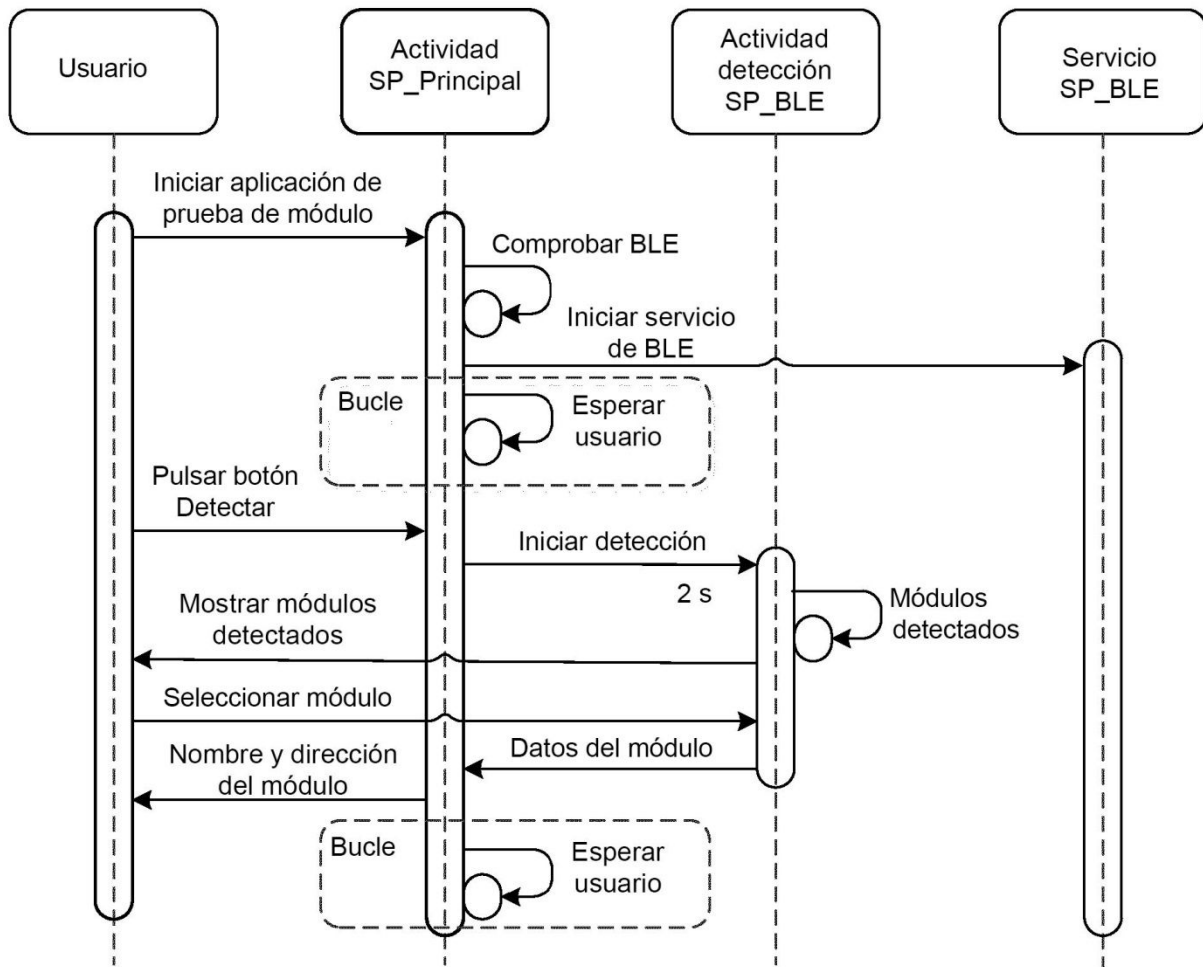 Usuario
Actividad
SP_Principal
Actividad
detección
SP_BLE
Servicio
SP_BLE
Iniciar aplicación de
prueba de módulo
Comprobar BLE
Iniciar servicio
de BLE
Bucle
Esperar
usuario
Pulsar botón
Detectar
Iniciar detección
2 s
Módulos
detectados
Mostrar módulos
detectados
Seleccionar módulo
Datos del módulo
Nombre y dirección
del módulo
Bucle
Esperar
usuario